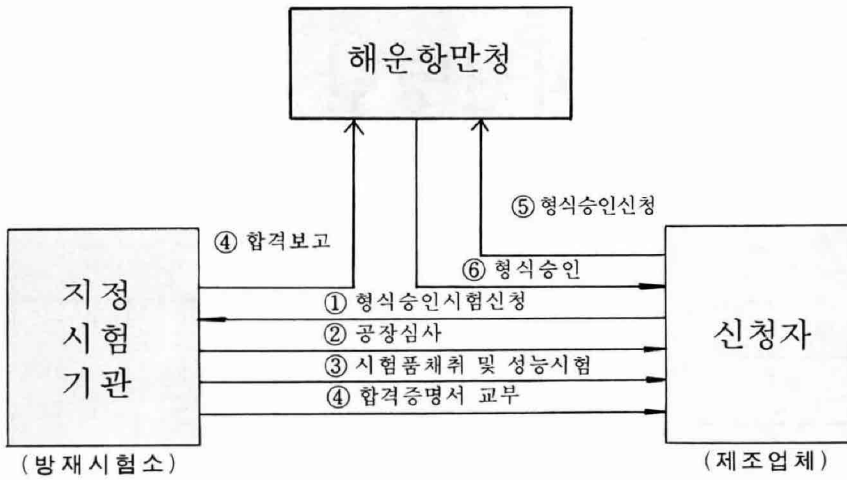 해운항만청
⑤ 형식승인신청
④ 합격보고
⑥ 형식승인
지정
시험
기관
① 형식승인시험신청
② 공장심사
③ 시험품채취 및 성능시험
④ 합격증명서 교부
신청자
(방재시험소)
(제조업체)